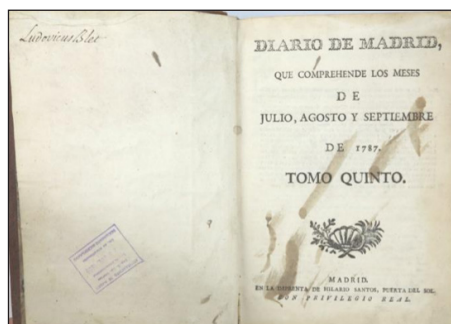 Ludovicus Blet
DIARIO DE MADRID,
QUE COMPREHENDE LOS MESES
DE
JULIO, AGOSTO Y SEPTIEMBRE
DE 1787.
TOMO QUINTO.
MADRID.
EN LA IMPRENTA DE HILARIO SANTOS, PUERTA DEL SOL.
CON PRIVILEGIO REAL.